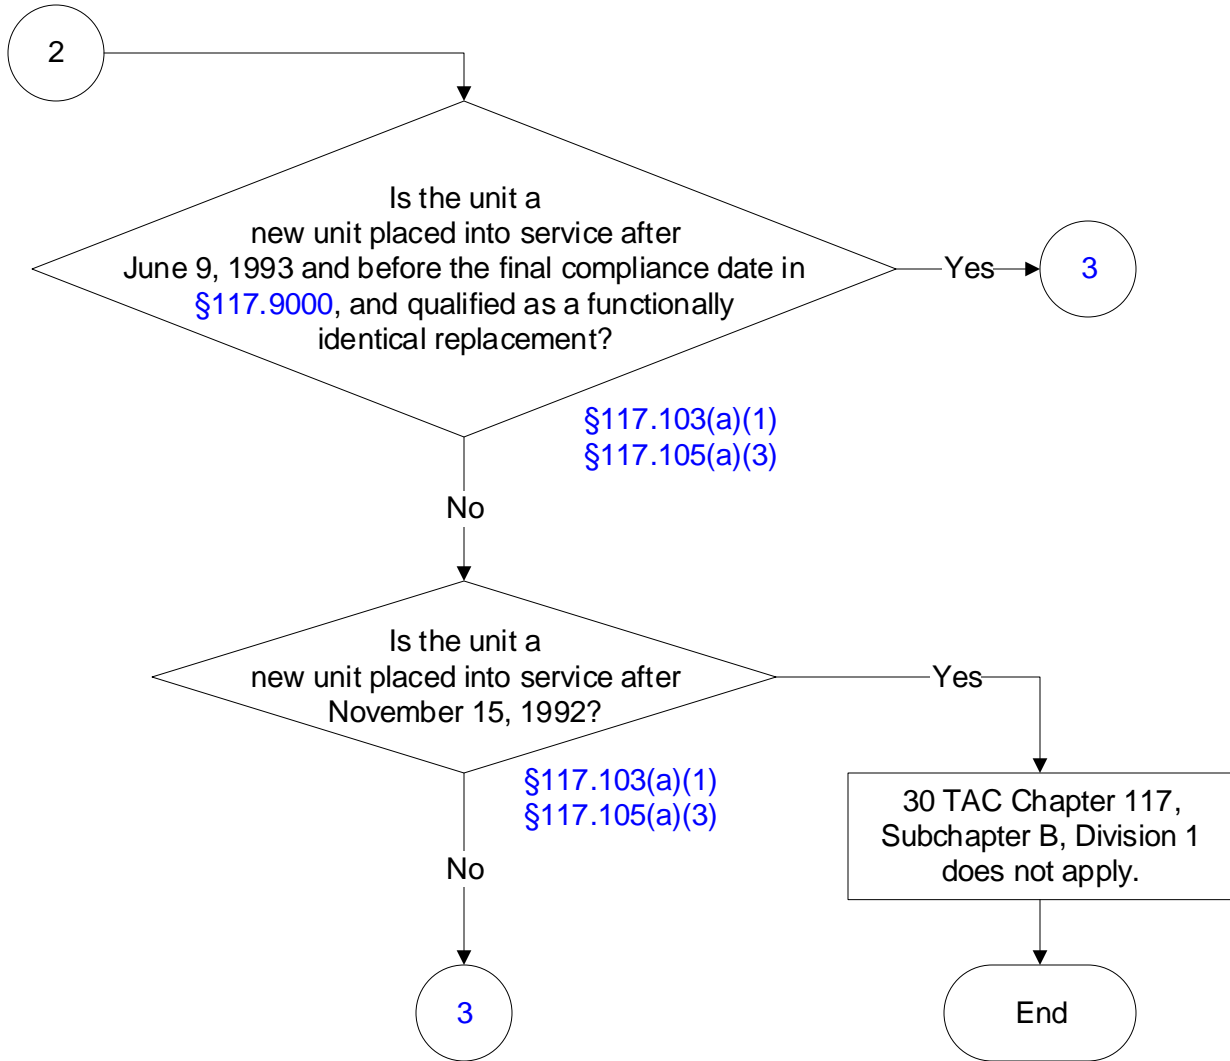 2
Is the unit a
new unit placed into service after
June 9, 1993 and before the final compliance date in
§117.9000, and qualified as a functionally
identical replacement?
Yes
3
§117.103(a)(1)
§117.105(a)(3)
No
Is the unit a
new unit placed into service after
November 15, 1992?
Yes
§117.103(a)(1)
§117.105(a)(3)
30 TAC Chapter 117,
Subchapter B, Division 1
does not apply.
No
3
End